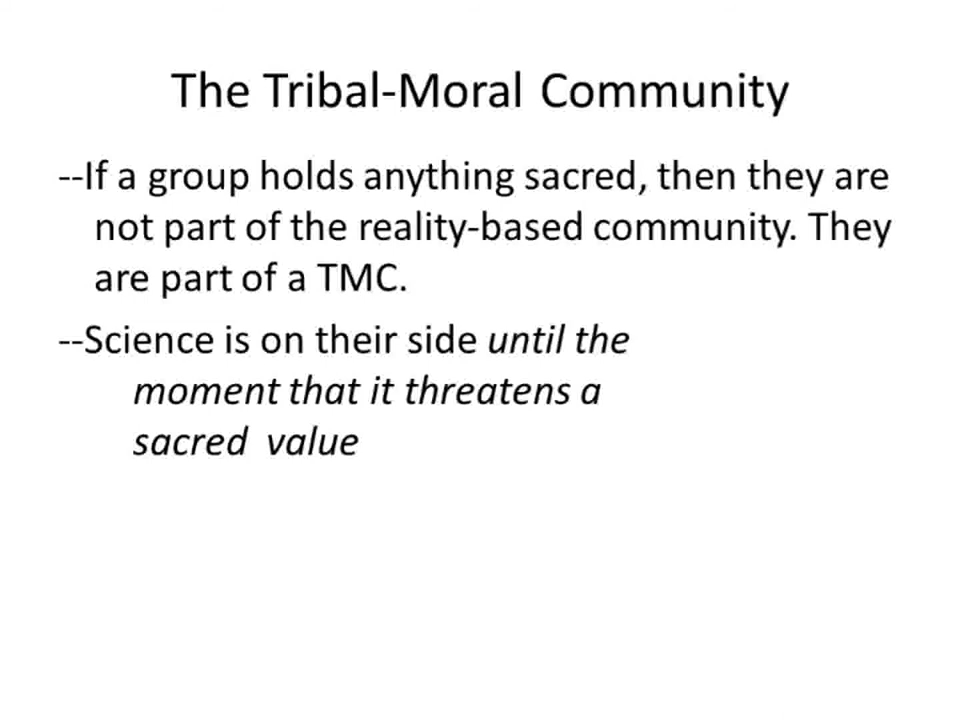 The Tribal-Moral Community
--If a group holds anything sacred, then they are
not part of the reality-based community. They
are part of a TMC.
--Science is on their side until the
moment that it threatens a
sacred  value